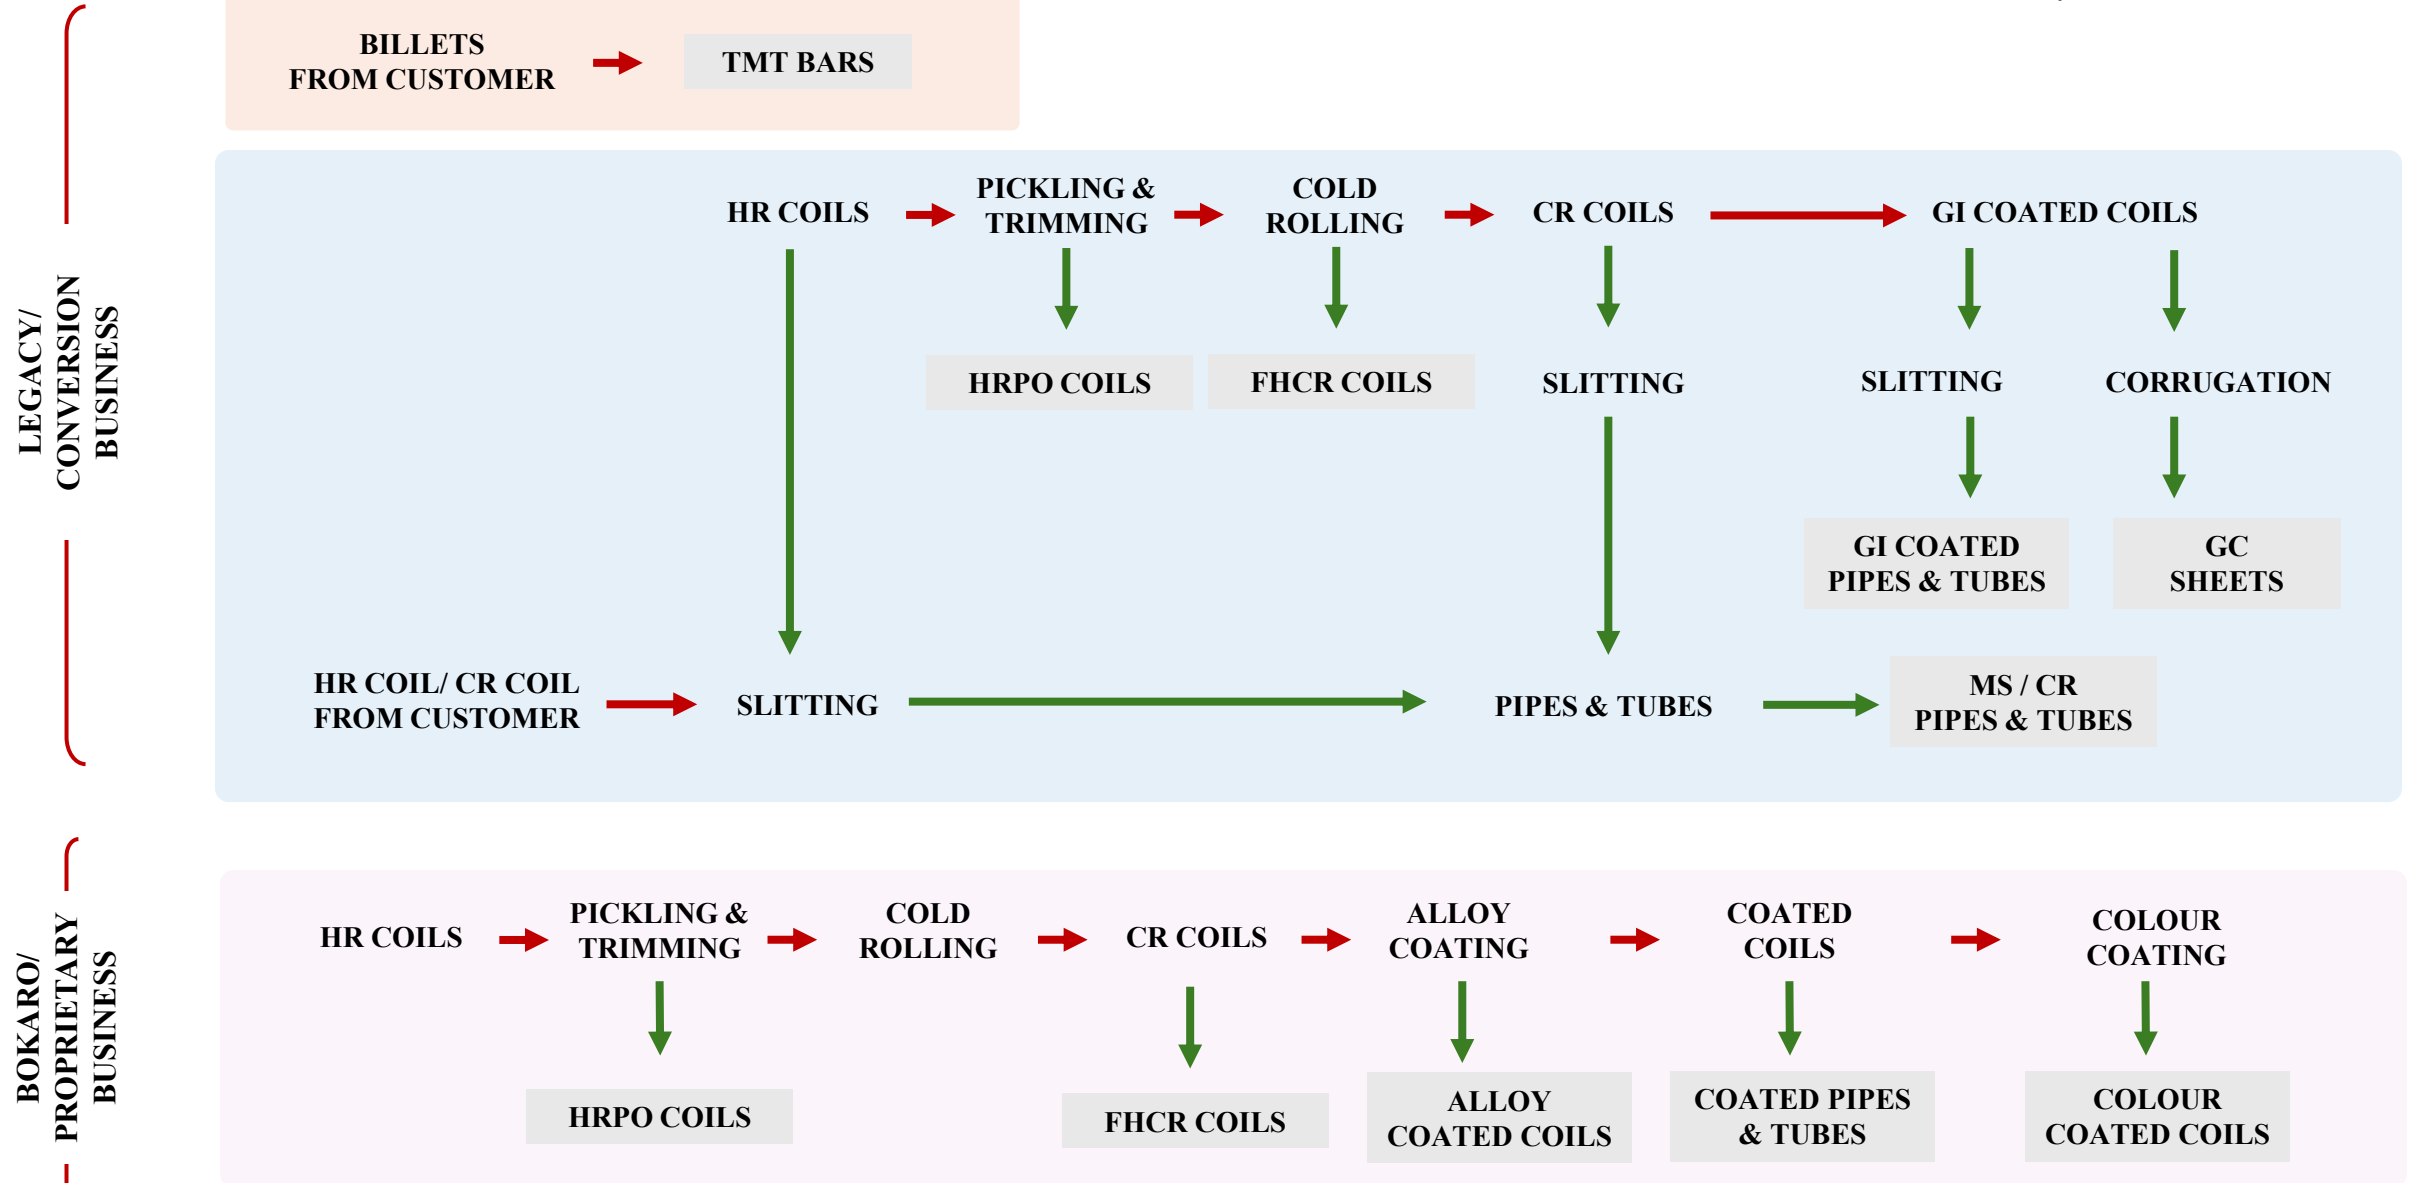 LEGACY/
CONVERSION
BUSINESS
BILLETS
FROM CUSTOMER
TMT BARS
HR COILS
PICKLING &
TRIMMING
COLD
ROLLING
CR COILS
GI COATED COILS
HRPO COILS
FHCR COILS
SLITTING
SLITTING
CORRUGATION
GI COATED
PIPES & TUBES
GC
SHEETS
HR COIL/ CR COIL
FROM CUSTOMER
SLITTING
PIPES & TUBES
MS / CR
PIPES & TUBES
BOKARO/
PROPRIETARY
BUSINESS
HR COILS
PICKLING &
TRIMMING
COLD
ROLLING
CR COILS
ALLOY
COATING
COATED
COILS
COLOUR
COATING
HRPO COILS
FHCR COILS
ALLOY
COATED COILS
COATED PIPES
& TUBES
COLOUR
COATED COILS